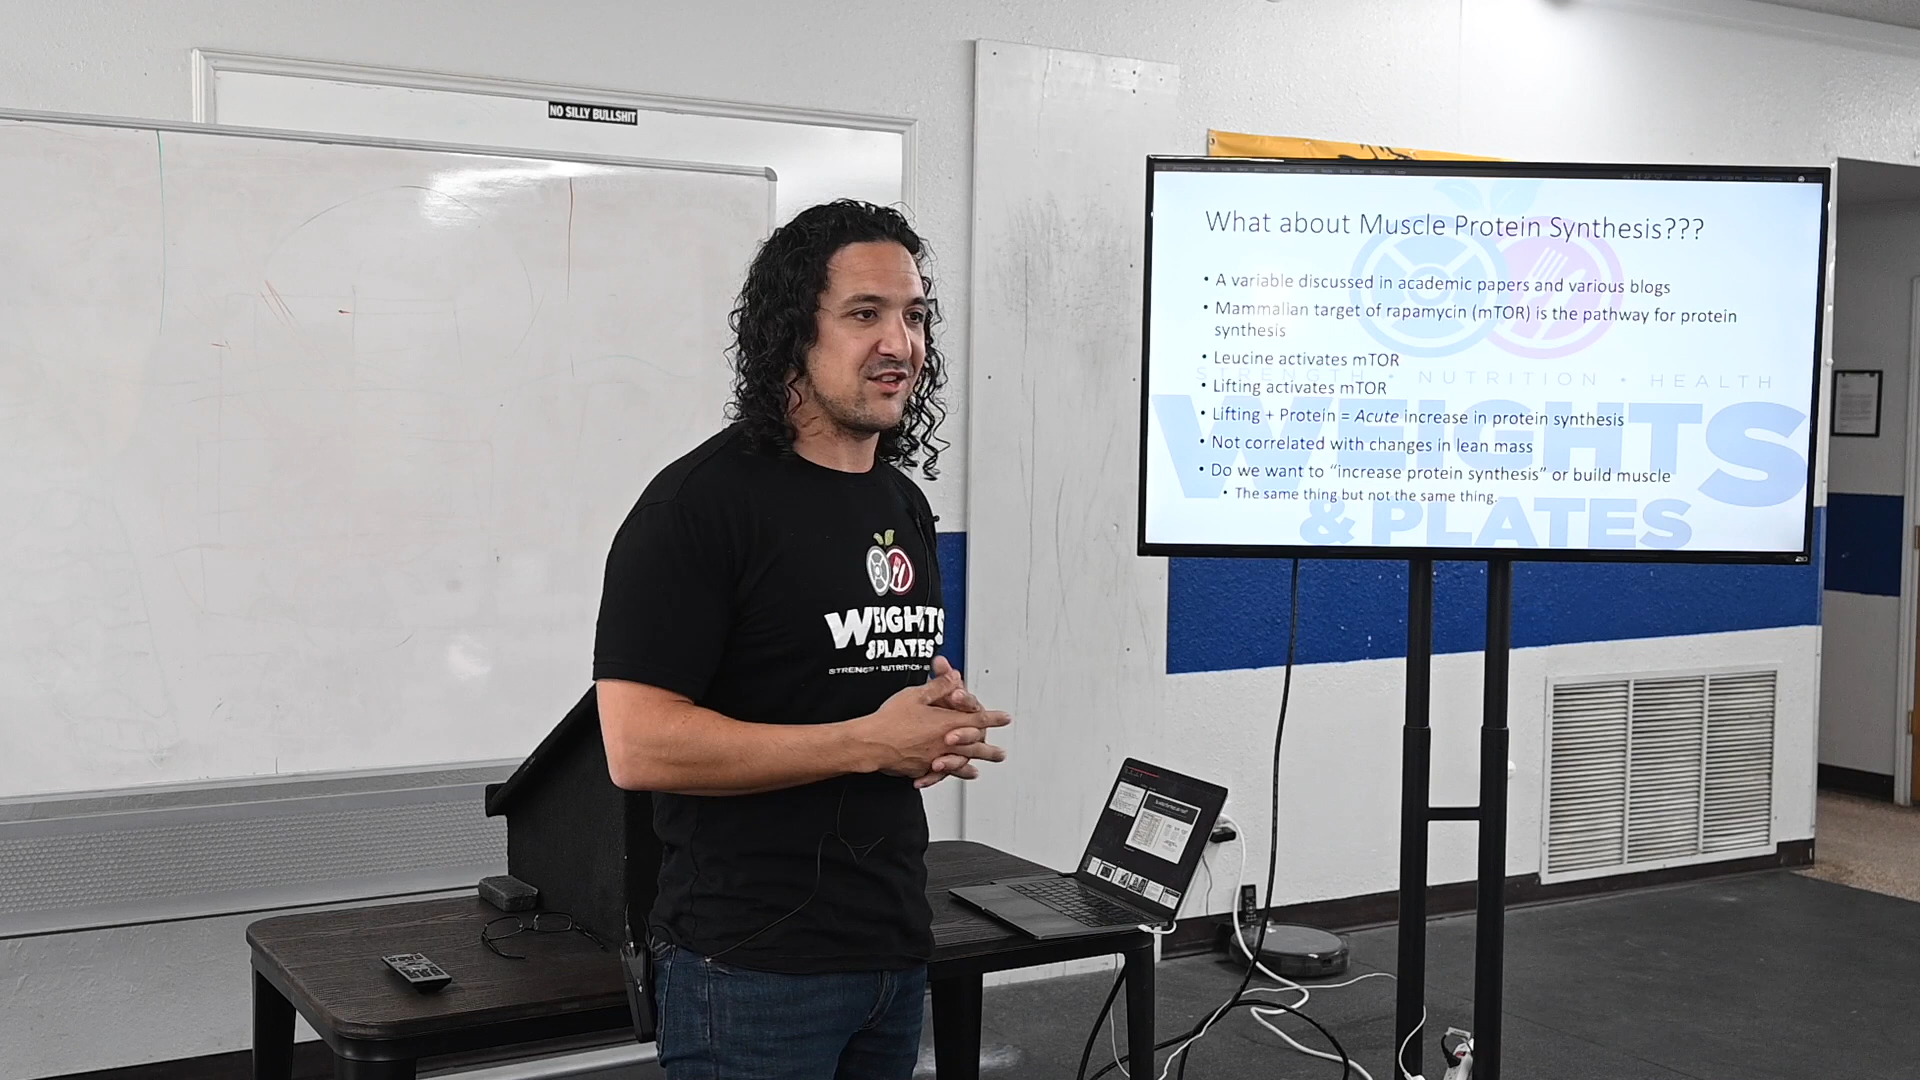 NO SILLY BULLSHIT
What about Muscle Protein Synthesis???
• A variable discussed in academic papers and various blogs
• Mammalian target of rapamycin (mTOR) is the pathway for protein
synthesis
• Leucine activates mTOR
• Lifting activates mTOR
• Lifting + Protein = Acute increase in protein synthesis
• Not correlated with changes in lean mass
• Do we want to “increase protein synthesis” or build muscle
• The same thing but not the same thing.
STRENGTH • NUTRITION • HEALTH
WEIGHTS
& PLATES
WEIGHTS
& PLATES
STRENGTH • NUTRITION •